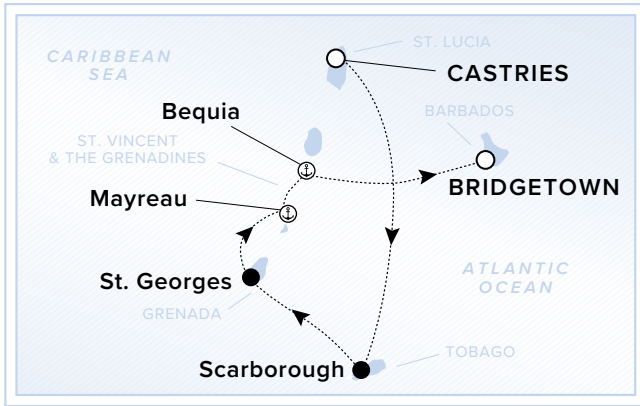 CARIBBEAN
SEA
ST. LUCIA
CASTRIES
Bequia
BARBADOS
ST. VINCENT
& THE GRENADINES
BRIDGETOWN
Mayreau
ATLANTIC
OCEAN
St. Georges
GRENADA
TOBAGO
Scarborough